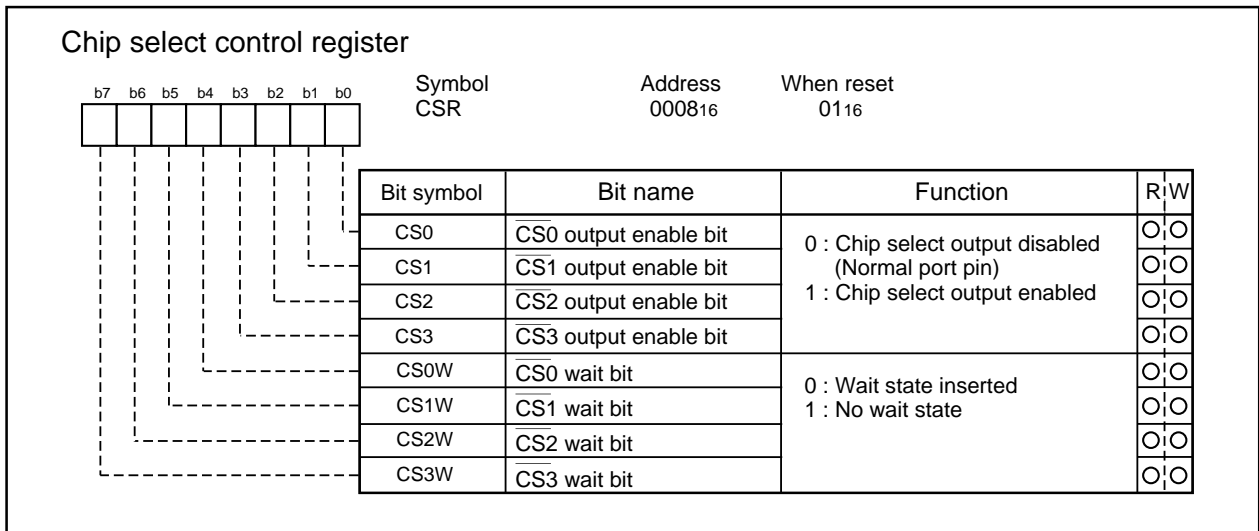 Chip select control register
b7 b6 b5 b4 b3 b2 b1 b0
Symbol Address When reset
CSR 000816 0116
Bit symbol Bit name Function R W
CS0 CS0 output enable bit 0 : Chip select output disabled
(Normal port pin)
1 : Chip select output enabled
CS1 CS1 output enable bit
CS2 CS2 output enable bit
CS3 CS3 output enable bit
CS0W CS0 wait bit 0 : Wait state inserted
1 : No wait state
CS1W CS1 wait bit
CS2W CS2 wait bit
CS3W CS3 wait bit